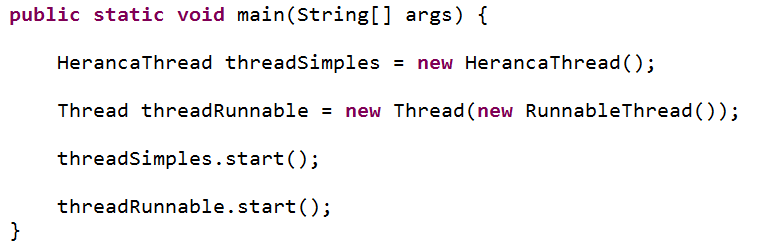 public static void main(String[] args) {
HerancaThread threadSimples = new HerancaThread();
Thread threadRunnable = new Thread(new RunnableThread());
threadSimples.start();
threadRunnable.start();
}